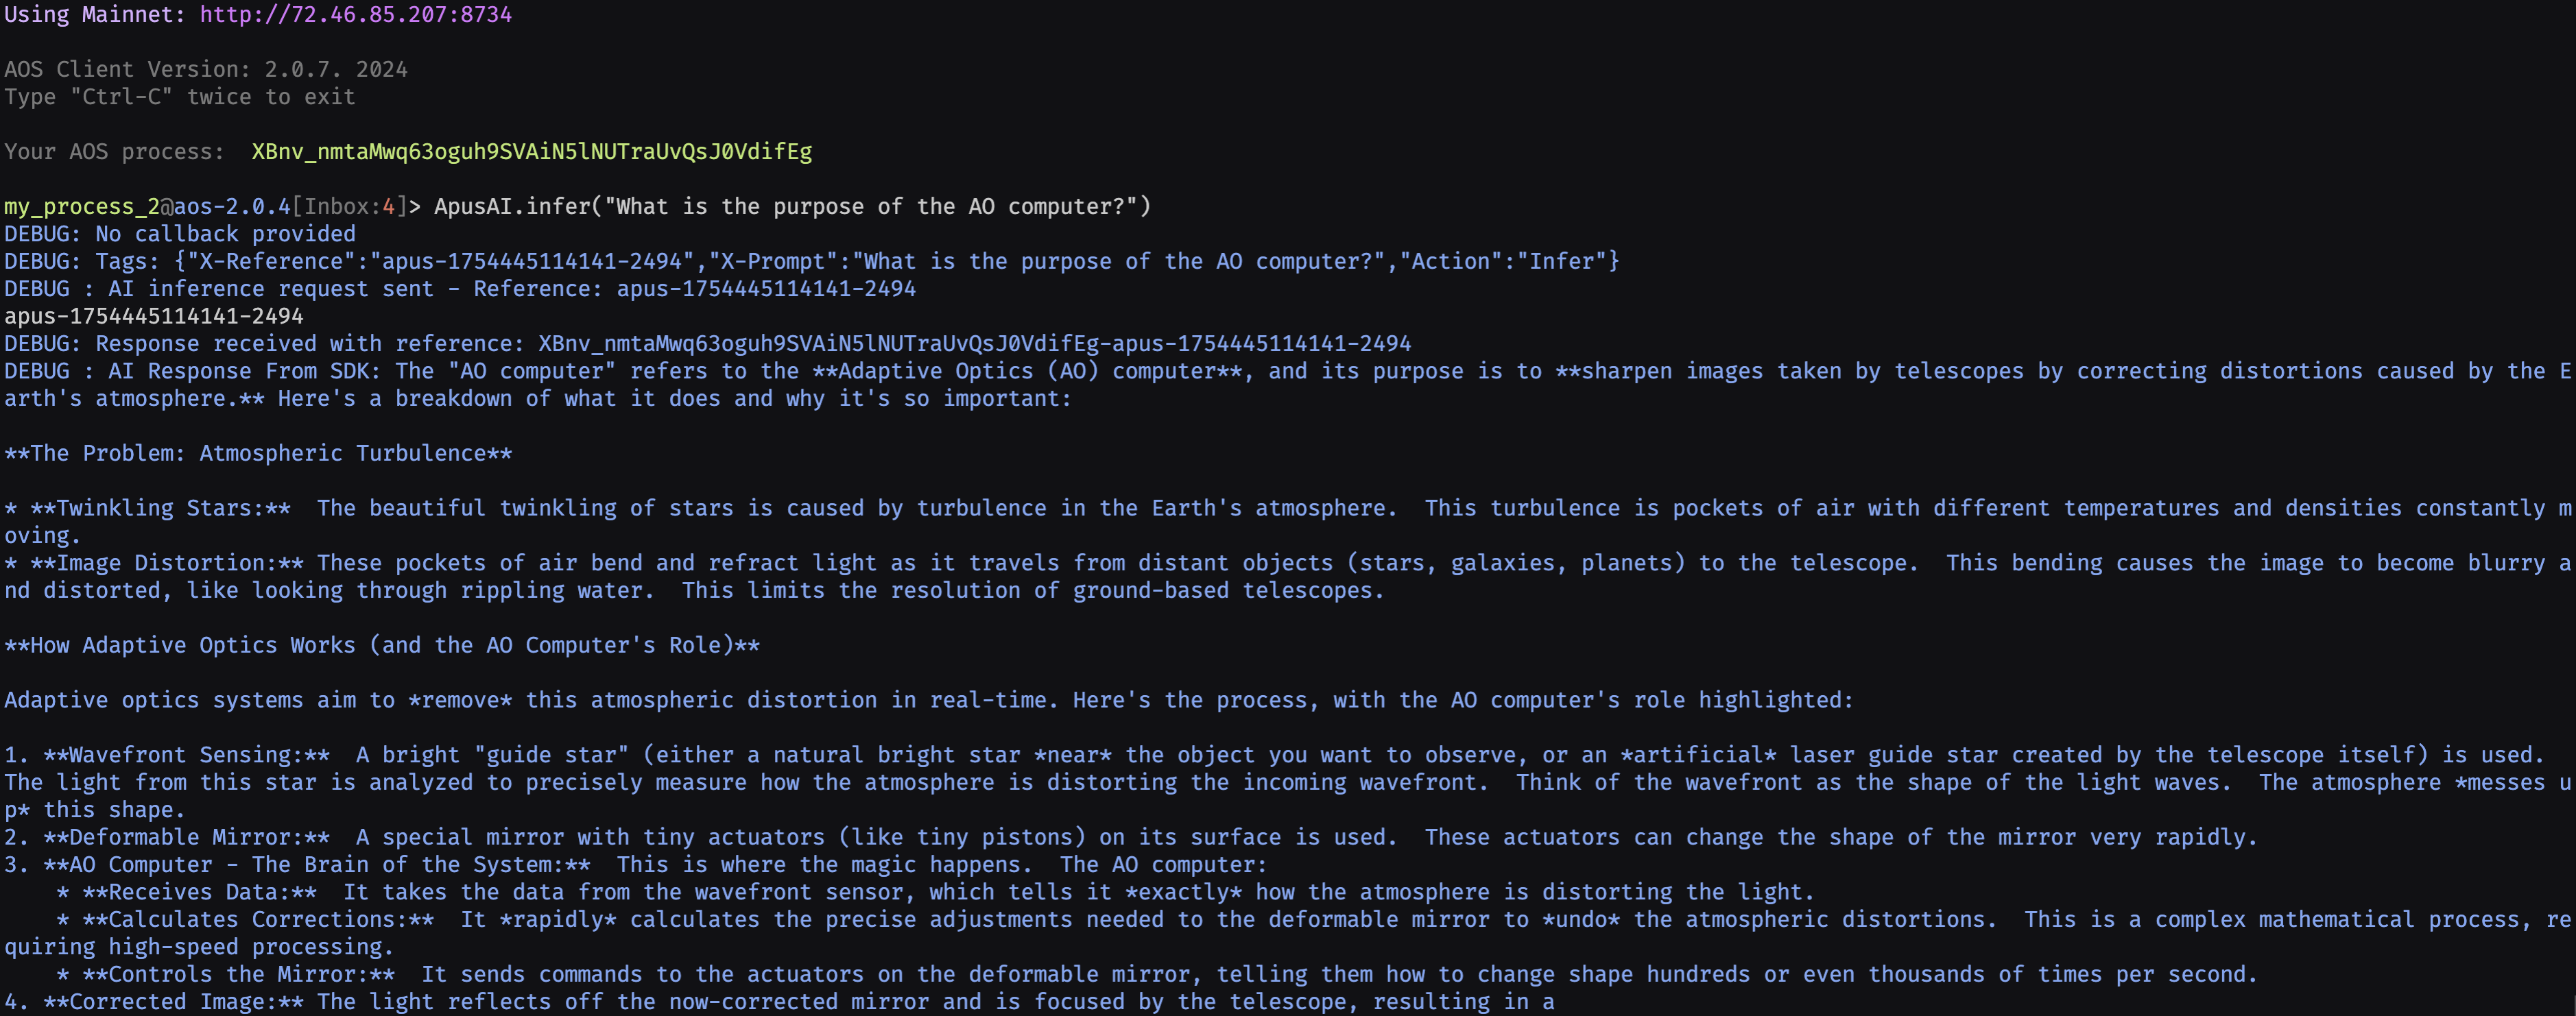 Using Mainnet: http://72.46.85.207:8734
AOS Client Version: 2.0.7. 2024
Type "Ctrl-C" twice to exit
Your AOS process:  XBnv_nmtaMwq63oguh9SVAiN5lNUTraUvQsJ0VdifEg
my_process_2@aos-2.0.4[Inbox:4]> ApusAI.infer("What is the purpose of the AO computer?")
DEBUG: No callback provided
DEBUG: Tags: {"X-Reference":"apus-1754445114141-2494","X-Prompt":"What is the purpose of the AO computer?","Action":"Infer"}
DEBUG : AI inference request sent - Reference: apus-1754445114141-2494
apus-1754445114141-2494
DEBUG: Response received with reference: XBnv_nmtaMwq63oguh9SVAiN5lNUTraUvQsJ0VdifEg-apus-1754445114141-2494
DEBUG : AI Response From SDK: The "AO computer" refers to the **Adaptive Optics (AO) computer**, and its purpose is to **sharpen images taken by telescopes by correcting distortions caused by the E
arth's atmosphere.** Here's a breakdown of what it does and why it's so important:
**The Problem: Atmospheric Turbulence**
* **Twinkling Stars:**  The beautiful twinkling of stars is caused by turbulence in the Earth's atmosphere.  This turbulence is pockets of air with different temperatures and densities constantly m
oving.
* **Image Distortion:** These pockets of air bend and refract light as it travels from distant objects (stars, galaxies, planets) to the telescope.  This bending causes the image to become blurry a
nd distorted, like looking through rippling water.  This limits the resolution of ground-based telescopes.
**How Adaptive Optics Works (and the AO Computer's Role)**
Adaptive optics systems aim to *remove* this atmospheric distortion in real-time. Here's the process, with the AO computer's role highlighted:
1. **Wavefront Sensing:**  A bright "guide star" (either a natural bright star *near* the object you want to observe, or an *artificial* laser guide star created by the telescope itself) is used.
The light from this star is analyzed to precisely measure how the atmosphere is distorting the incoming wavefront.  Think of the wavefront as the shape of the light waves.  The atmosphere *messes u
p* this shape.
2. **Deformable Mirror:**  A special mirror with tiny actuators (like tiny pistons) on its surface is used.  These actuators can change the shape of the mirror very rapidly.
3. **AO Computer - The Brain of the System:**  This is where the magic happens.  The AO computer:
    * **Receives Data:**  It takes the data from the wavefront sensor, which tells it *exactly* how the atmosphere is distorting the light.
    * **Calculates Corrections:**  It *rapidly* calculates the precise adjustments needed to the deformable mirror to *undo* the atmospheric distortions.  This is a complex mathematical process, re
quiring high-speed processing.
    * **Controls the Mirror:**  It sends commands to the actuators on the deformable mirror, telling them how to change shape hundreds or even thousands of times per second.
4. **Corrected Image:** The light reflects off the now-corrected mirror and is focused by the telescope, resulting in a